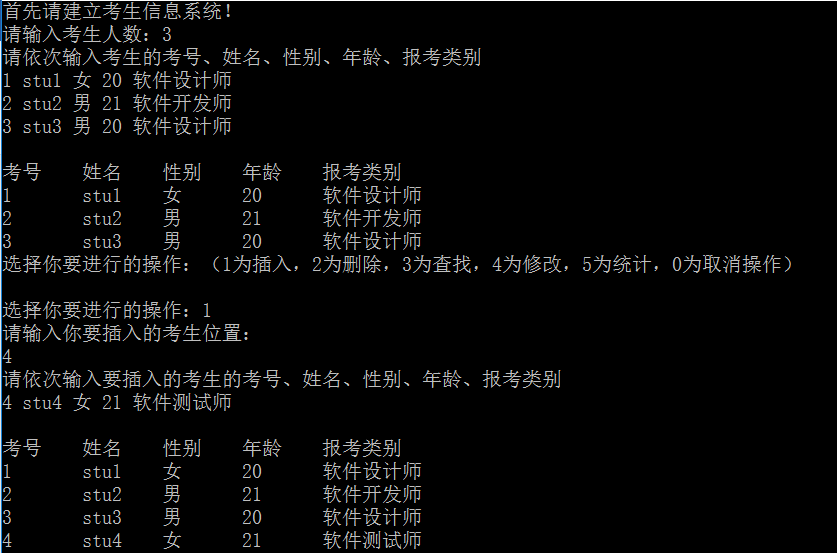 首先请建立考生信息系统！
请输入考生人数：3
请依次输入考生的考号、姓名、性别、年龄、报考类别
1 stu1 女 20 软件设计师
2 stu2 男 21 软件开发师
3 stu3 男 20 软件设计师
考号 姓名 性别 年龄 报考类别
1 stu1 女 20 软件设计师
2 stu2 男 21 软件开发师
3 stu3 男 20 软件设计师
选择你要进行的操作：（1为插入，2为删除，3为查找，4为修改，5为统计，0为取消操作）
选择你要进行的操作：1
请输入你要插入的考生位置：
4
请依次输入要插入的考生的考号、姓名、性别、年龄、报考类别
4 stu4 女 21 软件测试师
考号 姓名 性别 年龄 报考类别
1 stu1 女 20 软件设计师
2 stu2 男 21 软件开发师
3 stu3 男 20 软件设计师
4 stu4 女 21 软件测试师